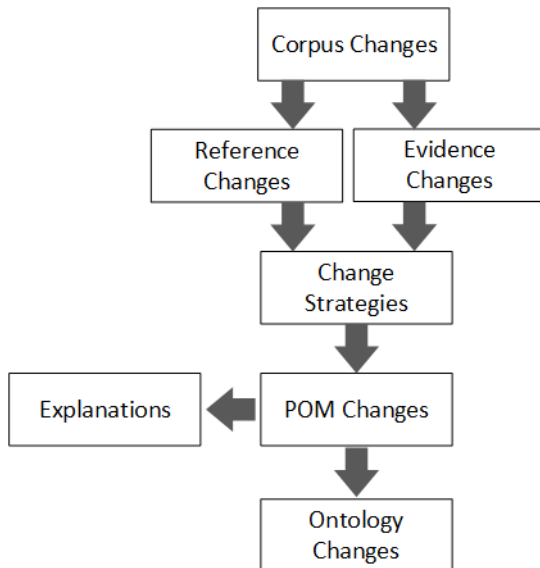 Corpus Changes
Reference
Changes
Evidence
Changes
Change
Strategies
Explanations
POM Changes
Ontology
Changes